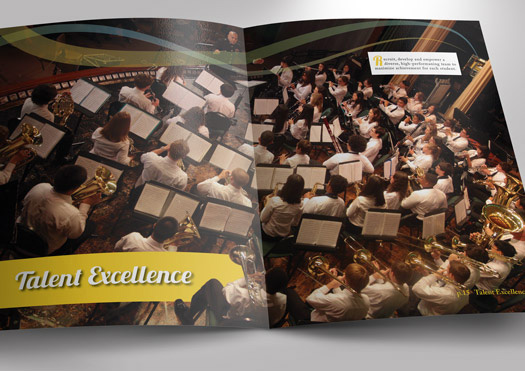 Recruit, develop and empower a
diverse, high-performing team to
maximize achievement for each student.
Talent Excellence
15 Talent Excellence